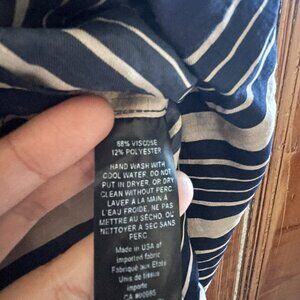 88% VISCOSE
12% POLYESTER
HAND WASH WITH
COOL WATER. DO NOT
PUT IN DRYER, OR DRY
CLEAN WITHOUT PERC.
LAVER À LA MAIN À
L'EAU FROIDE, NE PAS
METTRE AU SÉCHO, OU
NETTOYER À SEC SANS
PERC
Made in USA of
imported fabric
Fabriqué aux États
Unis de tissus
importé
CA #00985